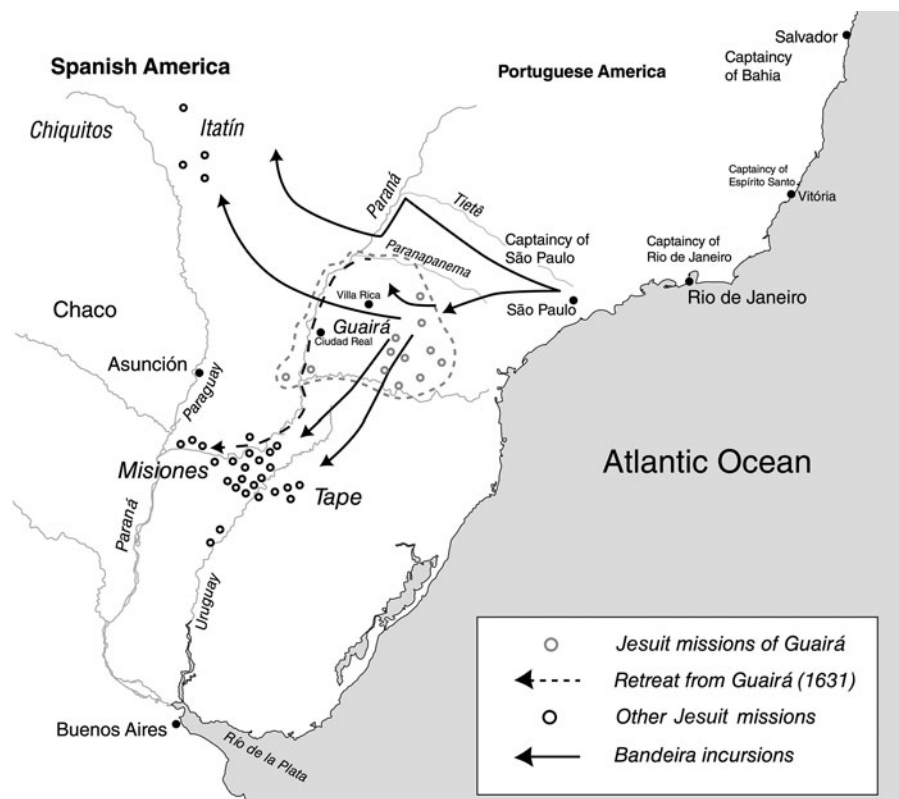 Salvador
Captaincy
of Bahia
Spanish America
Portuguese America
Chiquitos
Itatín
Captaincy of
Espírito Santo
Vitória
Paraná
Tietê
Captaincy of
São Paulo
Captaincy of
Rio de Janeiro
Paranapanema
Villa Rica
São Paulo
Rio de Janeiro
Chaco
Guairá
Ciudad Real
Asunción
Paraguay
Atlantic Ocean
Misiones
Tape
Paraná
Uruguay
Buenos Aires
Río de la Plata
Jesuit missions of Guairá
Retreat from Guairá (1631)
Other Jesuit missions
Bandeira incursions